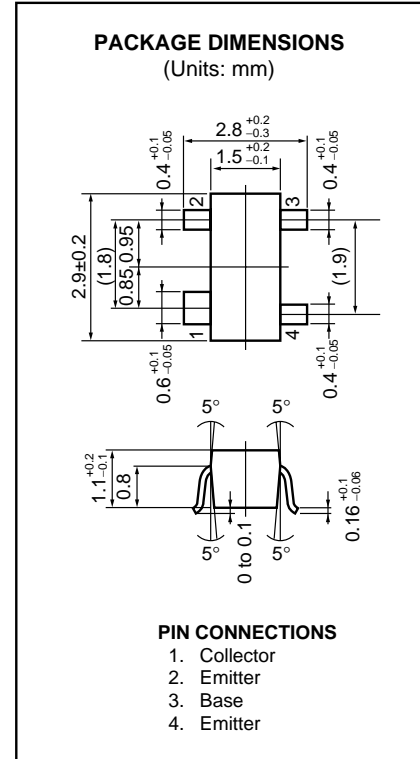 PACKAGE DIMENSIONS
(Units: mm)
2.8 +0.2 −0.3
1.5 +0.2 −0.1
0.4 +0.1 −0.05
0.4 +0.1 −0.05
2
3
2.9±0.2
(1.8)
0.95
0.85
(1.9)
1
4
0.6 +0.1 −0.05
0.4 +0.1 −0.05
5°
5°
1.1 +0.2 −0.1
0.8
0.16 +0.1 −0.06
5°
0 to 0.1
5°
PIN CONNECTIONS
1. Collector
2. Emitter
3. Base
4. Emitter